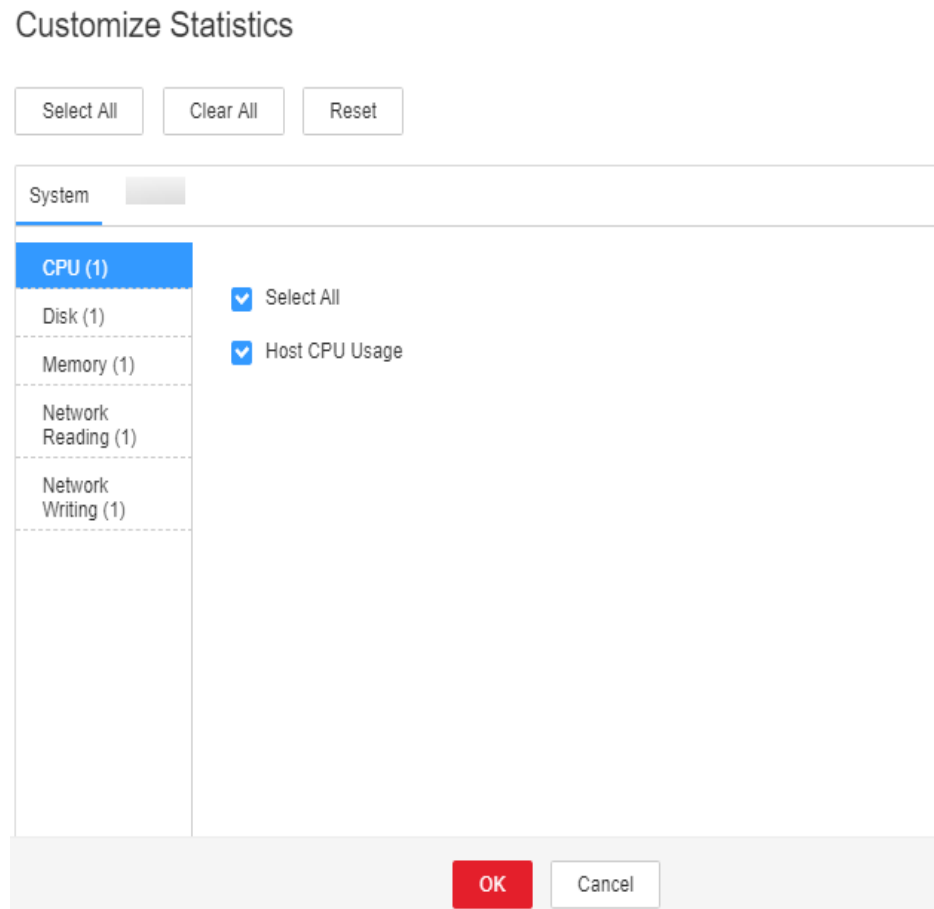 Customize Statistics
Select All Clear All Reset
System
CPU (1)
Select All
Disk (1)
Host CPU Usage
Memory (1)
Network
Reading (1)
Network
Writing (1)
OK Cancel